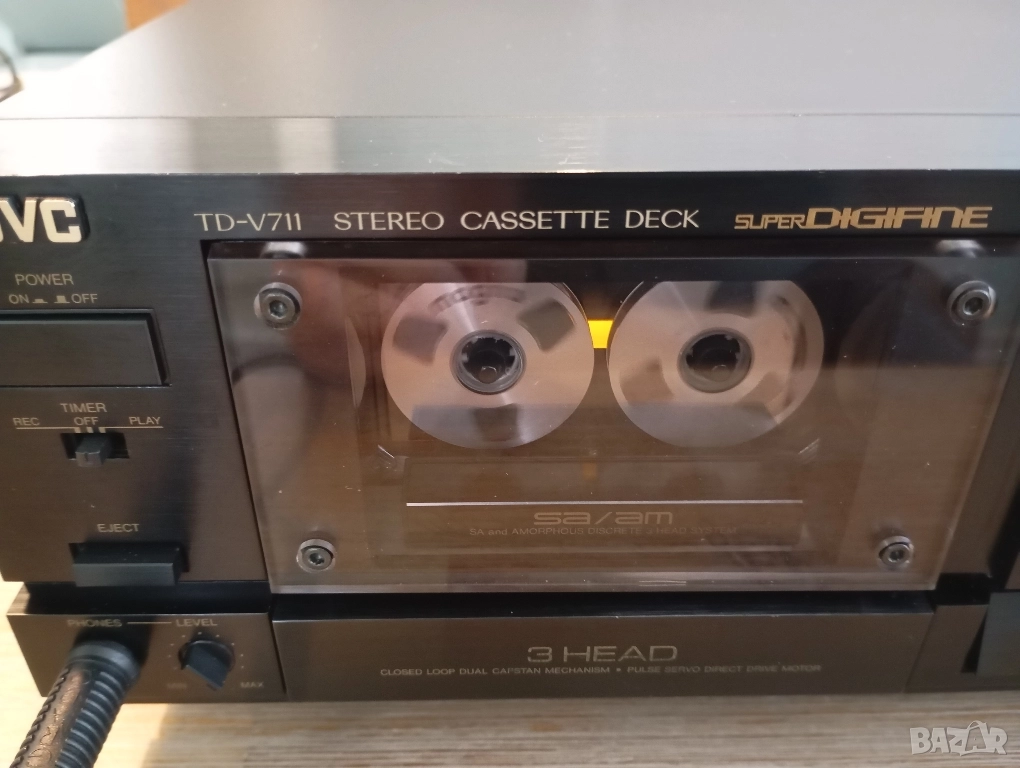 JVC
TD-V711 STEREO CASSETTE DECK SUPER DIGIFINE
POWER
ON OFF
TIMER
REC OFF PLAY
EJECT
sa/am
SA and AMORPHOUS DISCRETE 3 HEAD SYSTEM
PHONES LEVEL
MIN MAX
3 HEAD
CLOSED LOOP DUAL CAPSTAN MECHANISM • PULSE SERVO DIRECT DRIVE MOTOR
BAZAR